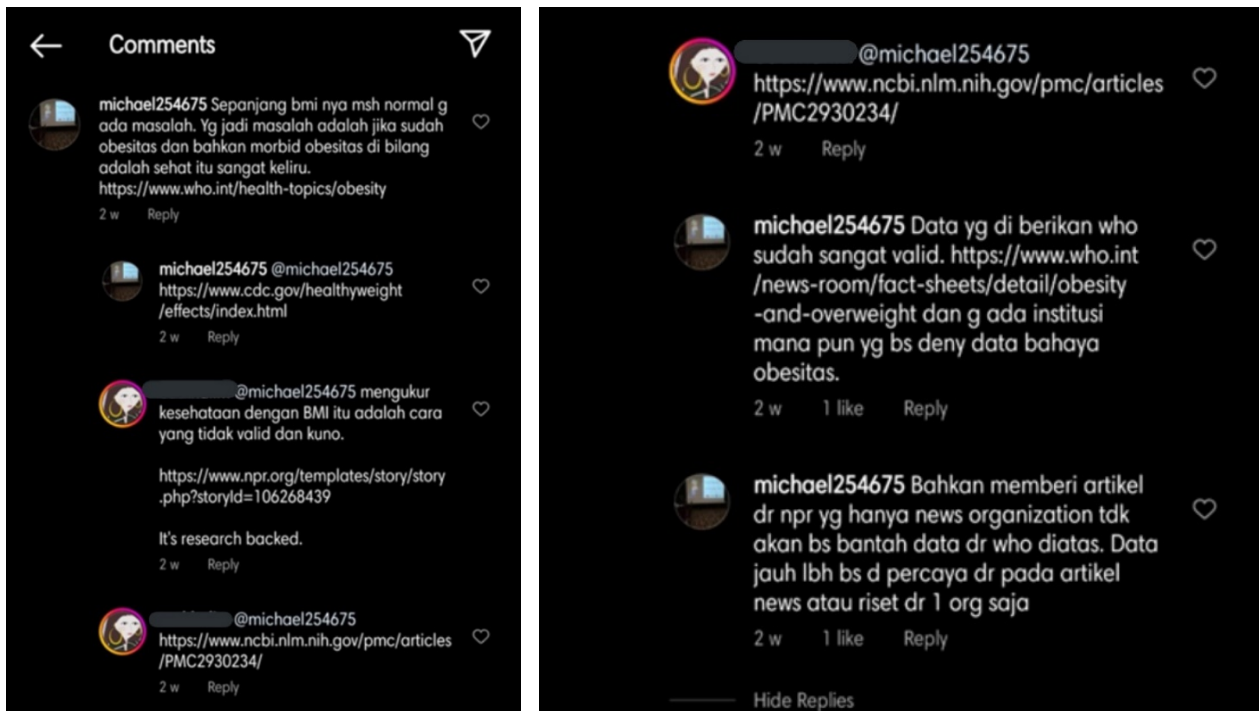 Comments
michael254675 Sepanjang bmi nya msh normal g
ada masalah. Yg jadi masalah adalah jika sudah
obesitas dan bahkan morbid obesitas di bilang
adalah sehat itu sangat keliru.
https://www.who.int/health-topics/obesity
2 w Reply
michael254675 @michael254675
https://www.cdc.gov/healthyweight
/effects/index.html
2 w Reply
@michael254675 mengukur
kesehataan dengan BMI itu adalah cara
yang tidak valid dan kuno.
https://www.npr.org/templates/story/story
.php?storyId=106268439
It's research backed.
2 w Reply
@michael254675
https://www.ncbi.nlm.nih.gov/pmc/articles
/PMC2930234/
2 w Reply
@michael254675
https://www.ncbi.nlm.nih.gov/pmc/articles
/PMC2930234/
2 w Reply
michael254675 Data yg di berikan who
sudah sangat valid. https://www.who.int
/news-room/fact-sheets/detail/obesity
-and-overweight dan g ada institusi
mana pun yg bs deny data bahaya
obesitas.
2 w 1 like Reply
michael254675 Bahkan memberi artikel
dr npr yg hanya news organization tdk
akan bs bantah data dr who diatas. Data
jauh lbh bs d percaya dr pada artikel
news atau riset dr 1 org saja
2 w 1 like Reply
Hide Replies